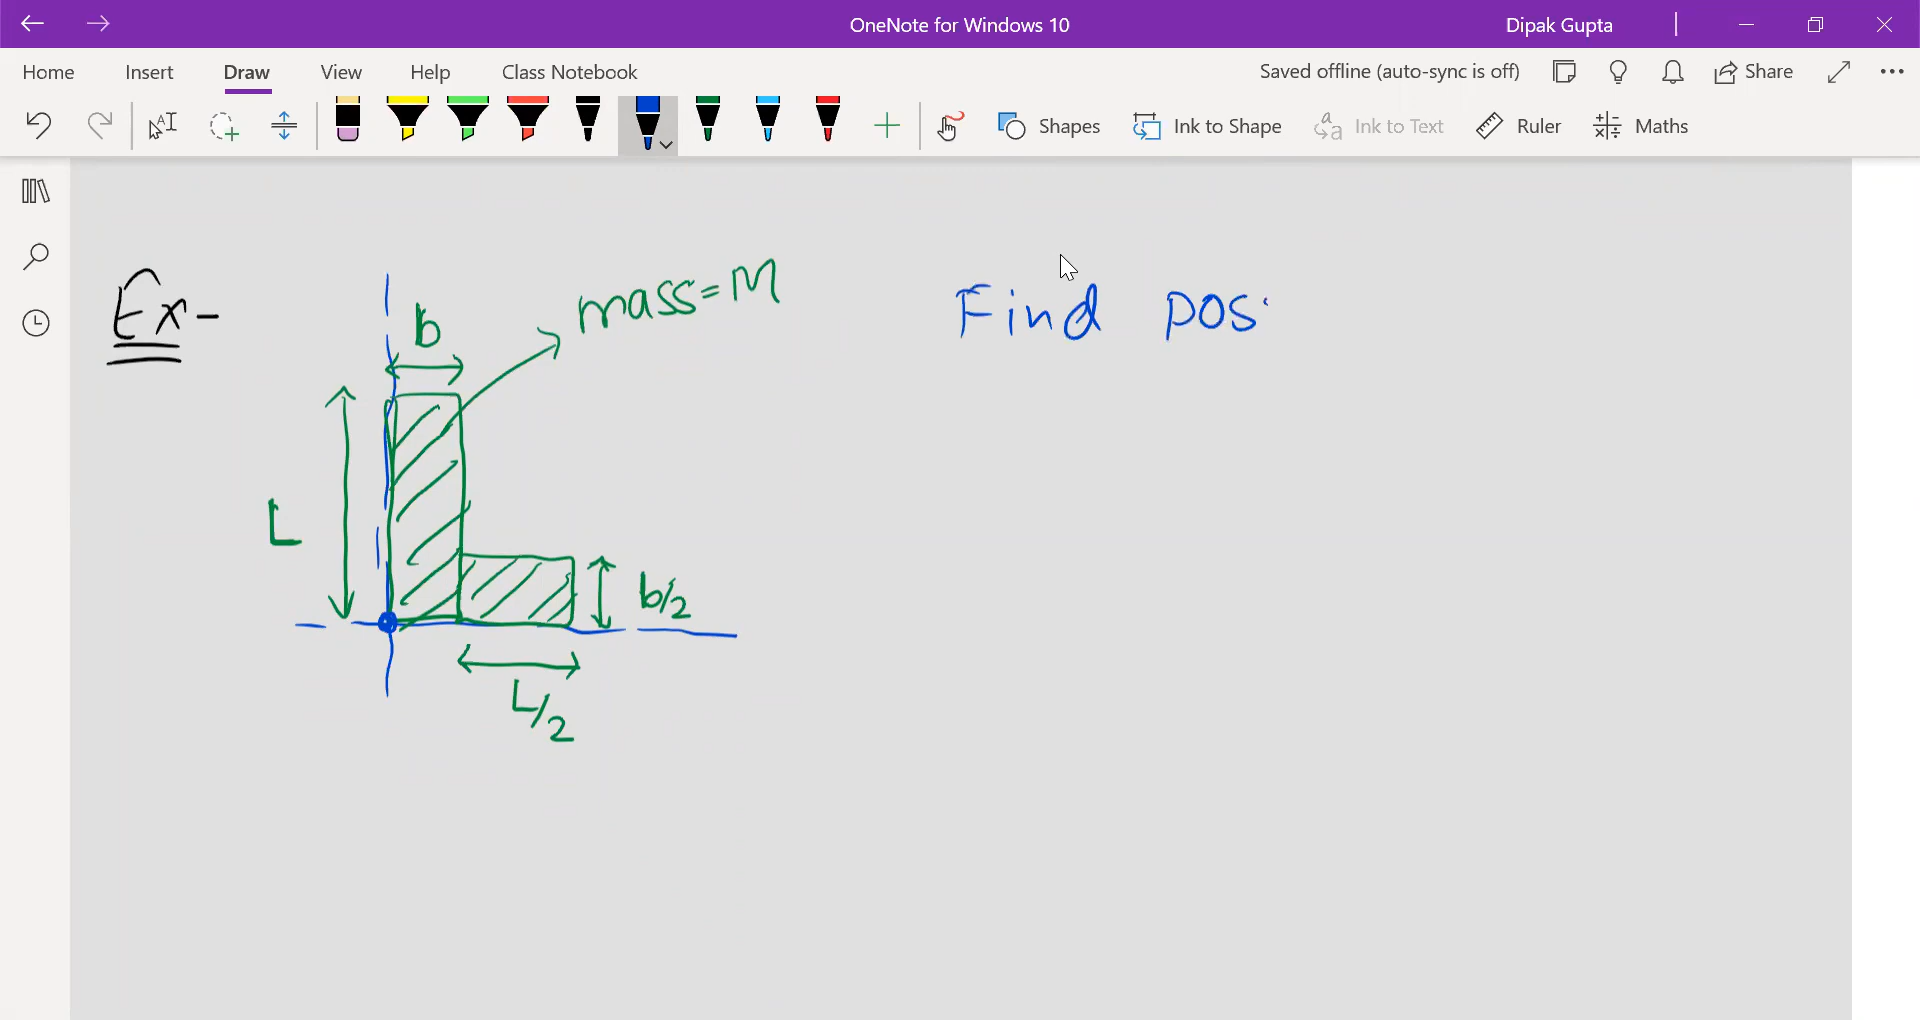 OneNote for Windows 10
Dipak Gupta
Home Insert Draw View Help Class Notebook
Saved offline (auto-sync is off)
Share
Shapes
Ink to Shape
Ink to Text
Ruler
Maths
Ex-
b
mass=M
Find pos
L
b/2
L/2